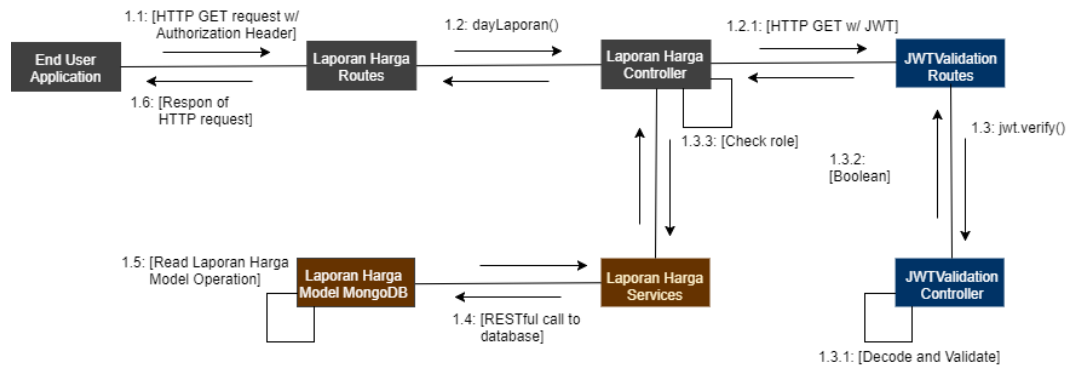 1.1: [HTTP GET request w/
Authorization Header]
1.2: dayLaporan()
1.2.1: [HTTP GET w/ JWT]
End User
Application
Laporan Harga
Routes
Laporan Harga
Controller
JWTValidation
Routes
1.6: [Respon of
HTTP request]
1.3.3: [Check role]
1.3: jwt.verify()
1.3.2:
[Boolean]
1.5: [Read Laporan Harga
Model Operation]
Laporan Harga
Model MongoDB
Laporan Harga
Services
JWTValidation
Controller
1.4: [RESTful call to
database]
1.3.1: [Decode and Validate]